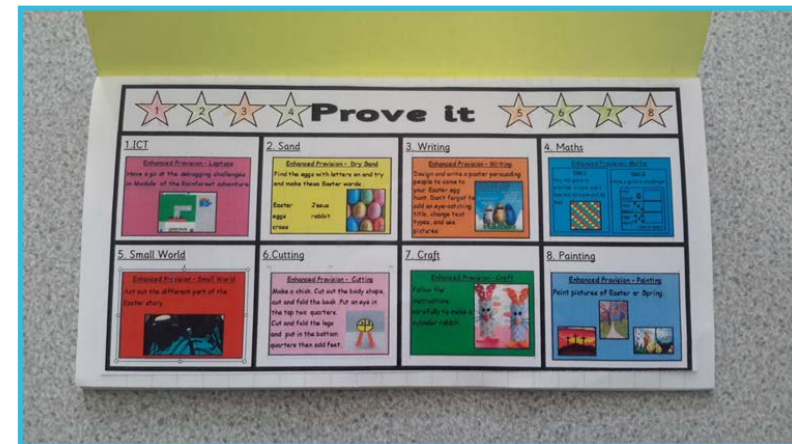 1 2 3 4 Prove it 5 6 7 8
1.ICT
Enhanced Provision - Laptops
Have a go at the debugging challenges
in Module of the Rainforest adventure
2. Sand
Enhanced Provision - Dry Sand
Find the eggs with letters on and try
and make these Easter words:
Easter Jesus
eggs rabbit
cross
3. Writing
Enhanced Provision - Writing
Design and write a poster persuading
people to come to
your Easter egg
hunt. Don't forget to
add an eye-catching
title, change text
types, and use
pictures
4. Maths
Enhanced Provision-Maths
5. Small World
Enhanced Provision - Small World
Act out the different part of the
Easter story
6.Cutting
Enhanced Provision - Cutting
Make a chick. Cut out the body shape,
cut and fold the beak. Put an eye in
the top two quarters.
Cut and fold the legs
and put in the bottom
quarters then add feet.
7. Craft
Enhanced Provision - Craft
Follow the
instructions
carefully to make a
cylinder rabbit
8. Painting
Enhanced Provision - Painting
Paint pictures of Easter or Spring